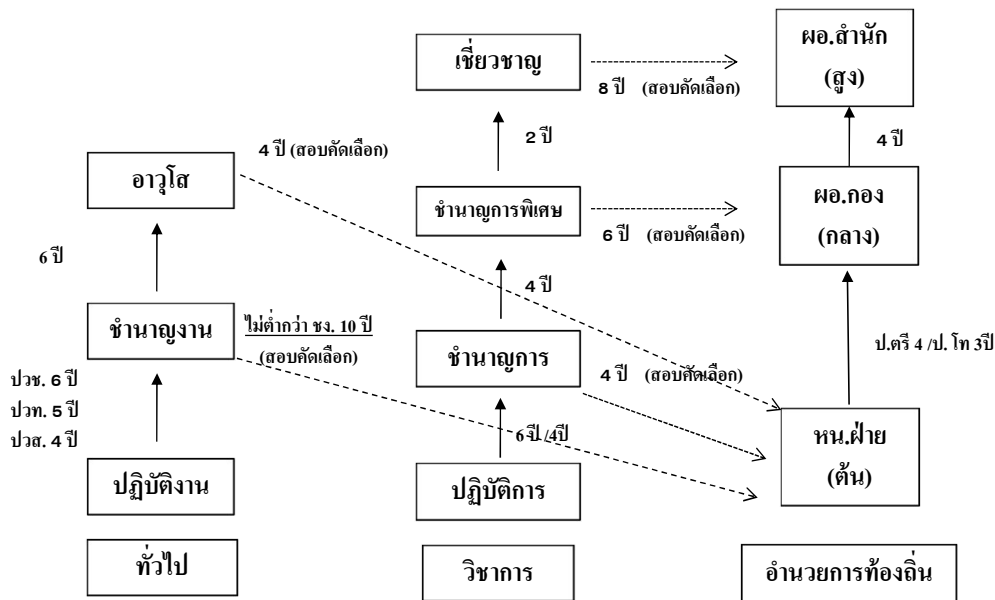 เชี่ยวชาญ
8 ปี (สอบคัดเลือก)
ผอ.สำนัก
(สูง)
2 ปี
4 ปี
4 ปี (สอบคัดเลือก)
อาวุโส
ชำนาญการพิเศษ
6 ปี (สอบคัดเลือก)
ผอ.กอง
(กลาง)
6 ปี
4 ปี
ชำนาญงาน
ไม่ต่ำกว่า ชง. 10 ปี
(สอบคัดเลือก)
ชำนาญการ
4 ปี (สอบคัดเลือก)
ป.ตรี 4 /ป. โท 3ปี
ปวช. 6 ปี
ปวท. 5 ปี
ปวส. 4 ปี
6 ปี /4ปี
หน.ฝ่าย
(ต้น)
ปฏิบัติงาน
ปฏิบัติการ
ทั่วไป
วิชาการ
อำนวยการท้องถิ่น